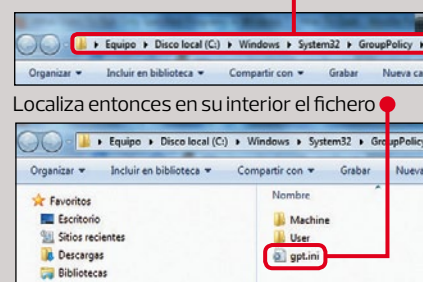 Equipo ▸ Disco local (C:) ▸ Windows ▸ System32 ▸ GroupPolicy ▸
Organizar Incluir en biblioteca Compartir con Grabar Nueva ca
Localiza entonces en su interior el fichero
Equipo ▸ Disco local (C:) ▸ Windows ▸ System32 ▸ GroupPolicy
Organizar Incluir en biblioteca Compartir con Grabar Nueva
Favoritos
Nombre
Escritorio
Machine
Sitios recientes
User
Descargas
gpt.ini
Bibliotecas